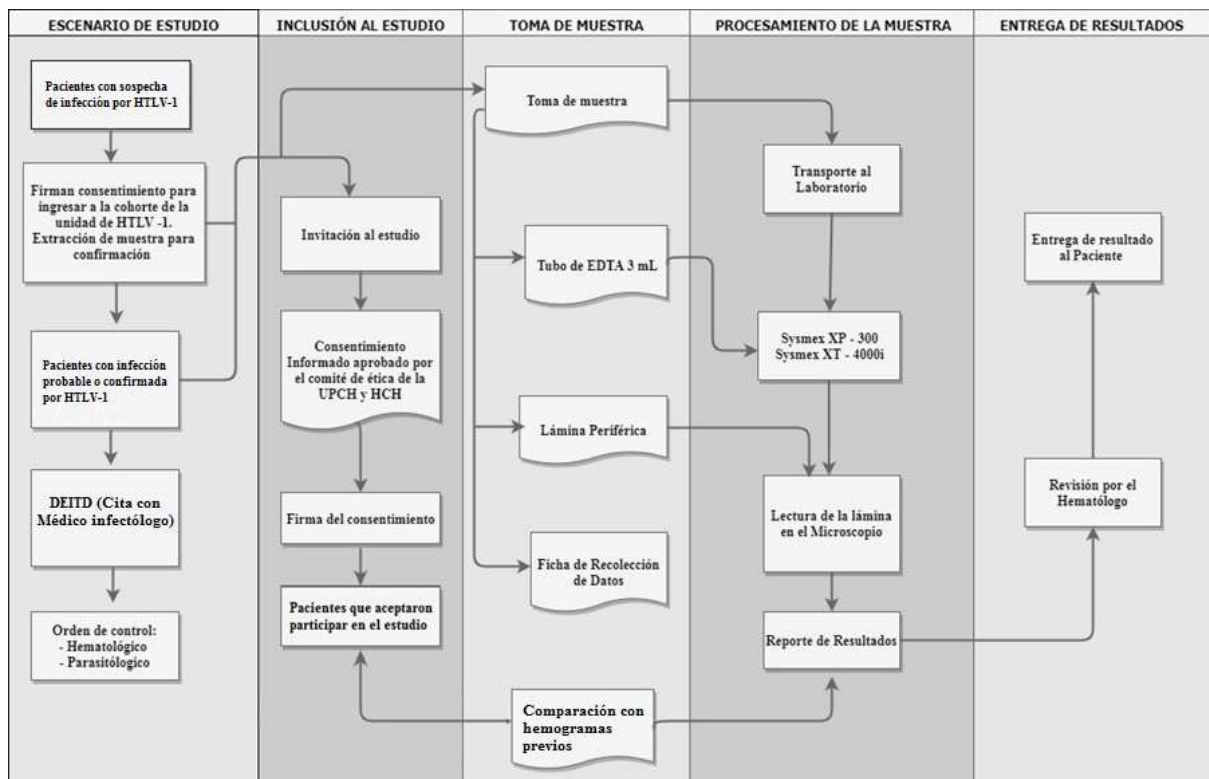 ESCENARIO DE ESTUDIO
INCLUSIÓN AL ESTUDIO
TOMA DE MUESTRA
PROCESAMIENTO DE LA MUESTRA
ENTREGA DE RESULTADOS
Pacientes con sospecha
de infección por HTLV-1
Firman consentimiento para
ingresar a la cohorte de la
unidad de HTLV -1.
Extracción de muestra para
confirmación
Pacientes con infección
probable o confirmada
por HTLV-1
DEITD (Cita con
Médico infectólogo)
Orden de control:
- Hematológico
- Parasitológico
Invitación al estudio
Consentimiento
Informado aprobado por
el comité de ética de la
UPCH y HCH
Firma del consentimiento
Pacientes que aceptaron
participar en el estudio
Toma de muestra
Tubo de EDTA 3 mL
Lámina Periférica
Ficha de Recolección
de Datos
Comparación con
hemogramas
previos
Transporte al
Laboratorio
Sysmex XP - 300
Sysmex XT - 4000i
Lectura de la lámina
en el Microscopio
Reporte de Resultados
Entrega de resultado
al Paciente
Revisión por el
Hematólogo